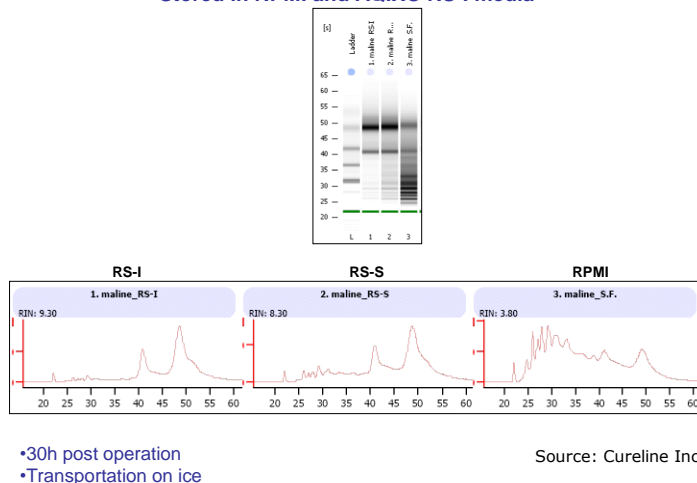 [s]
Ladder
1. maline RS-I
2. maline R...
3. maline S.F.
65
60
55
50
45
40
35
30
25
20
L 1 2 3
RS-I RS-S RPMI
1. maline_RS-I 2. maline_RS-S 3. maline_S.F.
RIN: 9.30 RIN: 8.30 RIN: 3.80
20 25 30 35 40 45 50 55 60 20 25 30 35 40 45 50 55 60 20 25 30 35 40 45 50 55 60
•30h post operation
•Transportation on ice
Source: Cureline Inc